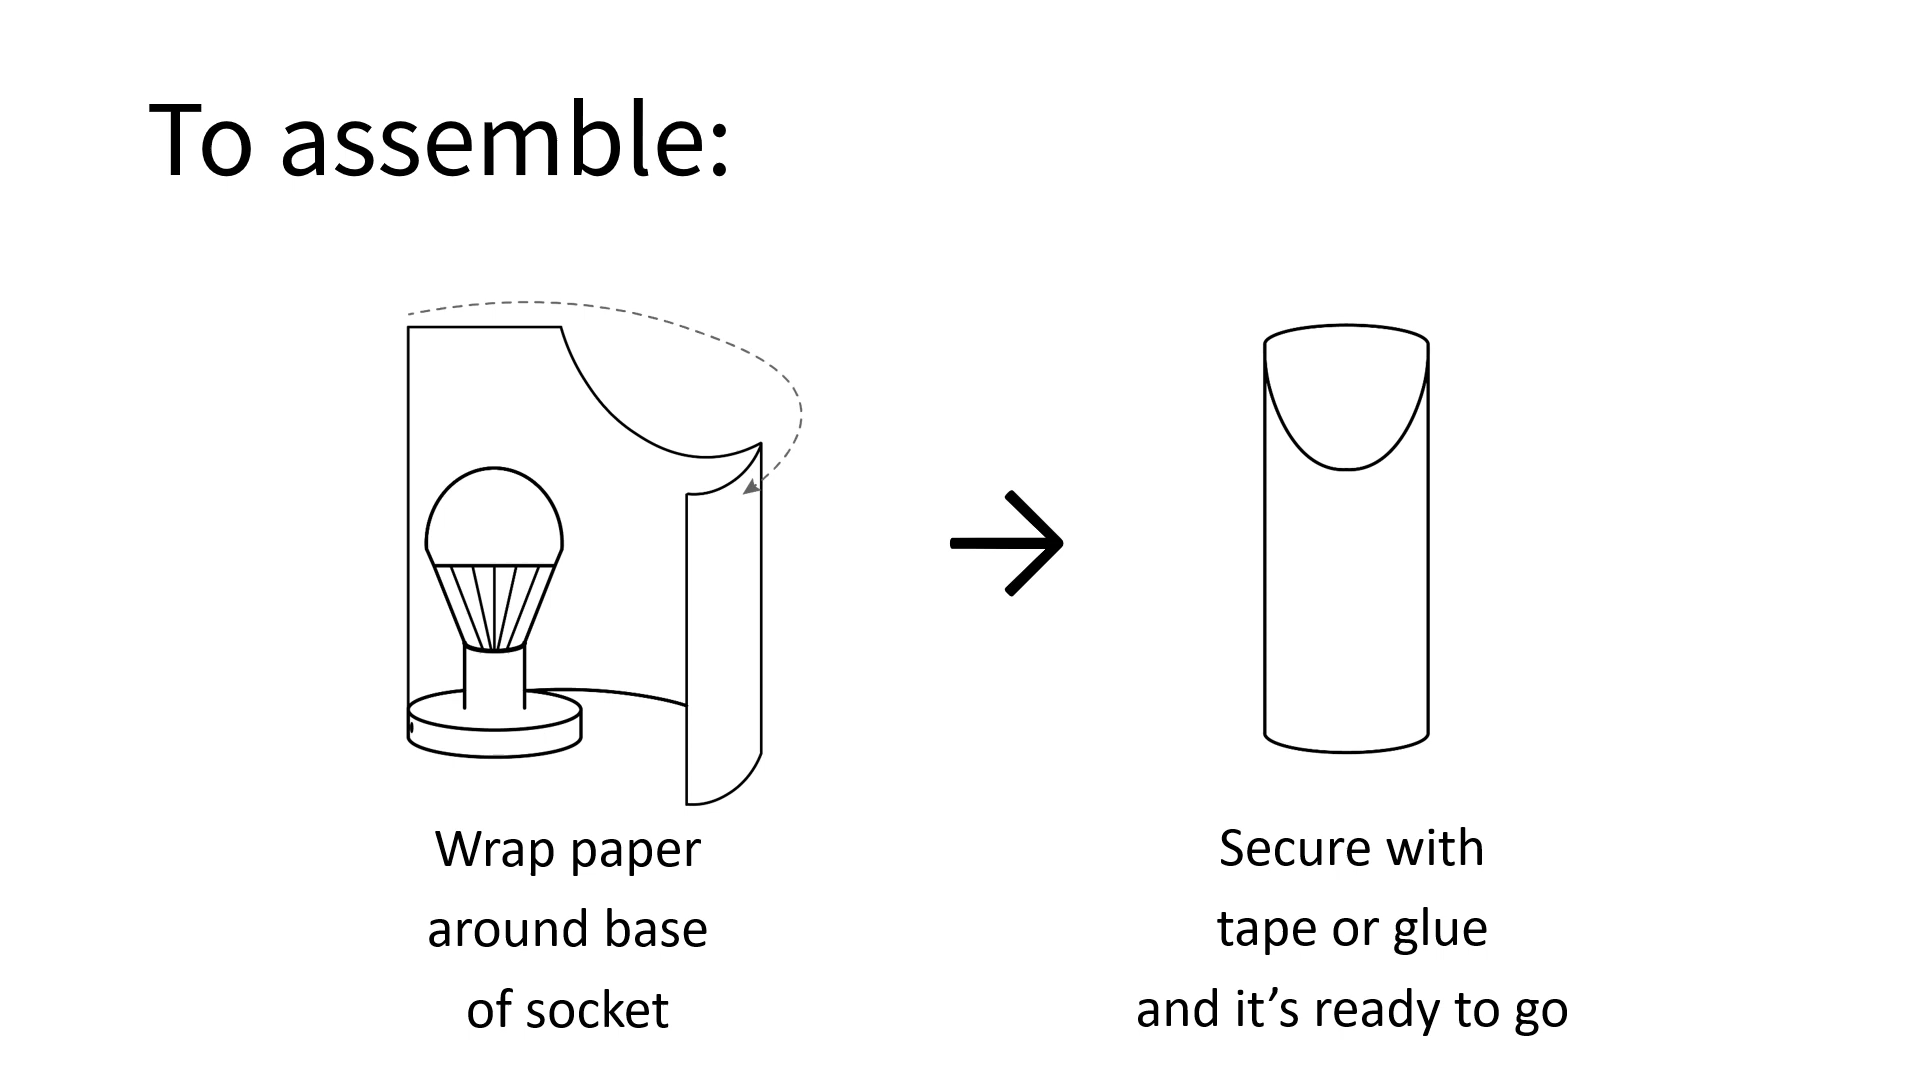 To assemble:
Wrap paper
around base
of socket
Secure with
tape or glue
and it’s ready to go